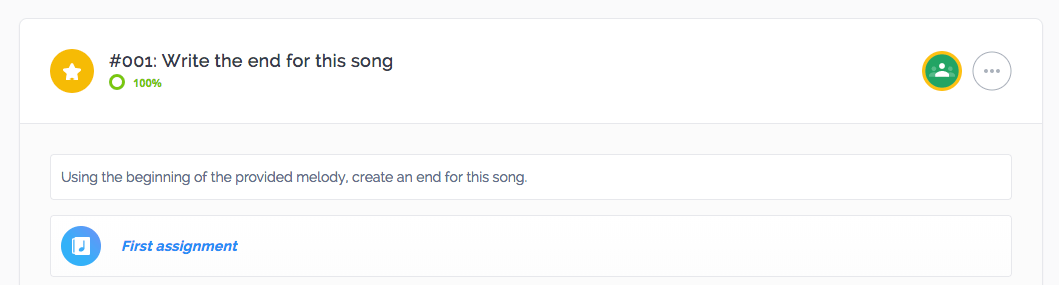 #001: Write the end for this song
100%
Using the beginning of the provided melody, create an end for this song.
First assignment